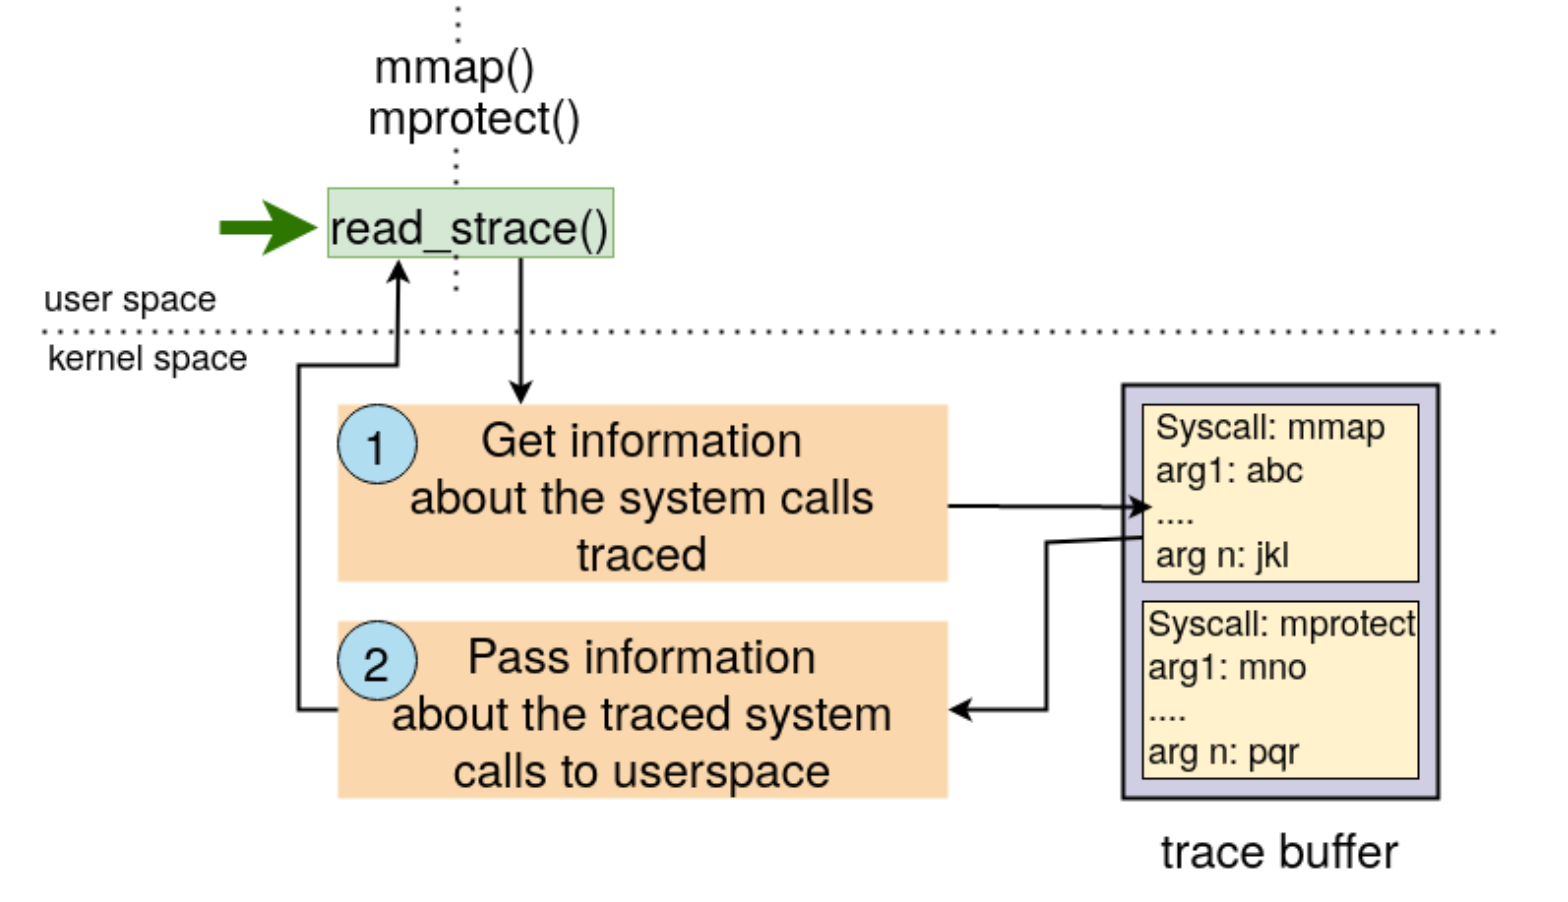 mmap()
mprotect()
read_strace()
user space
kernel space
1
Get information
about the system calls
traced
2
Pass information
about the traced system
calls to userspace
Syscall: mmap
arg1: abc
....
arg n: jkl
Syscall: mprotect
arg1: mno
....
arg n: pqr
trace buffer